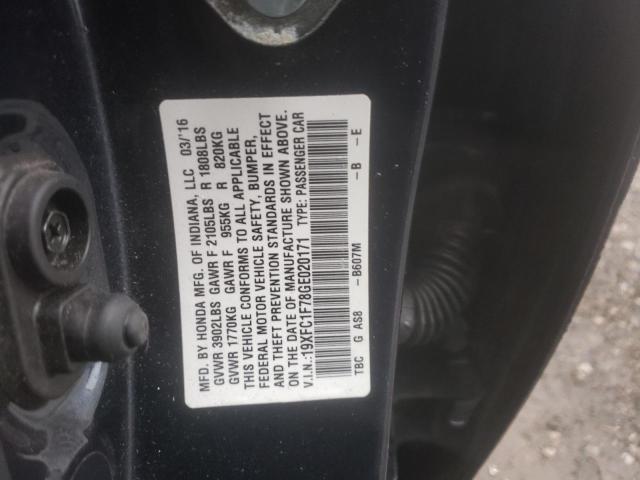 MFD. BY HONDA MFG. OF INDIANA, LLC 03/'16
GVWR 3902LBS GAWR F 2105LBS R 1808LBS
GVWR 1770KG GAWR F 955KG R 820KG
THIS VEHICLE CONFORMS TO ALL APPLICABLE
FEDERAL MOTOR VEHICLE SAFETY, BUMPER,
AND THEFT PREVENTION STANDARDS IN EFFECT
ON THE DATE OF MANUFACTURE SHOWN ABOVE.
V.I.N.:19XFC1F78GE020171 TYPE: PASSENGER CAR
TBC G AS8 -B607M -B -E